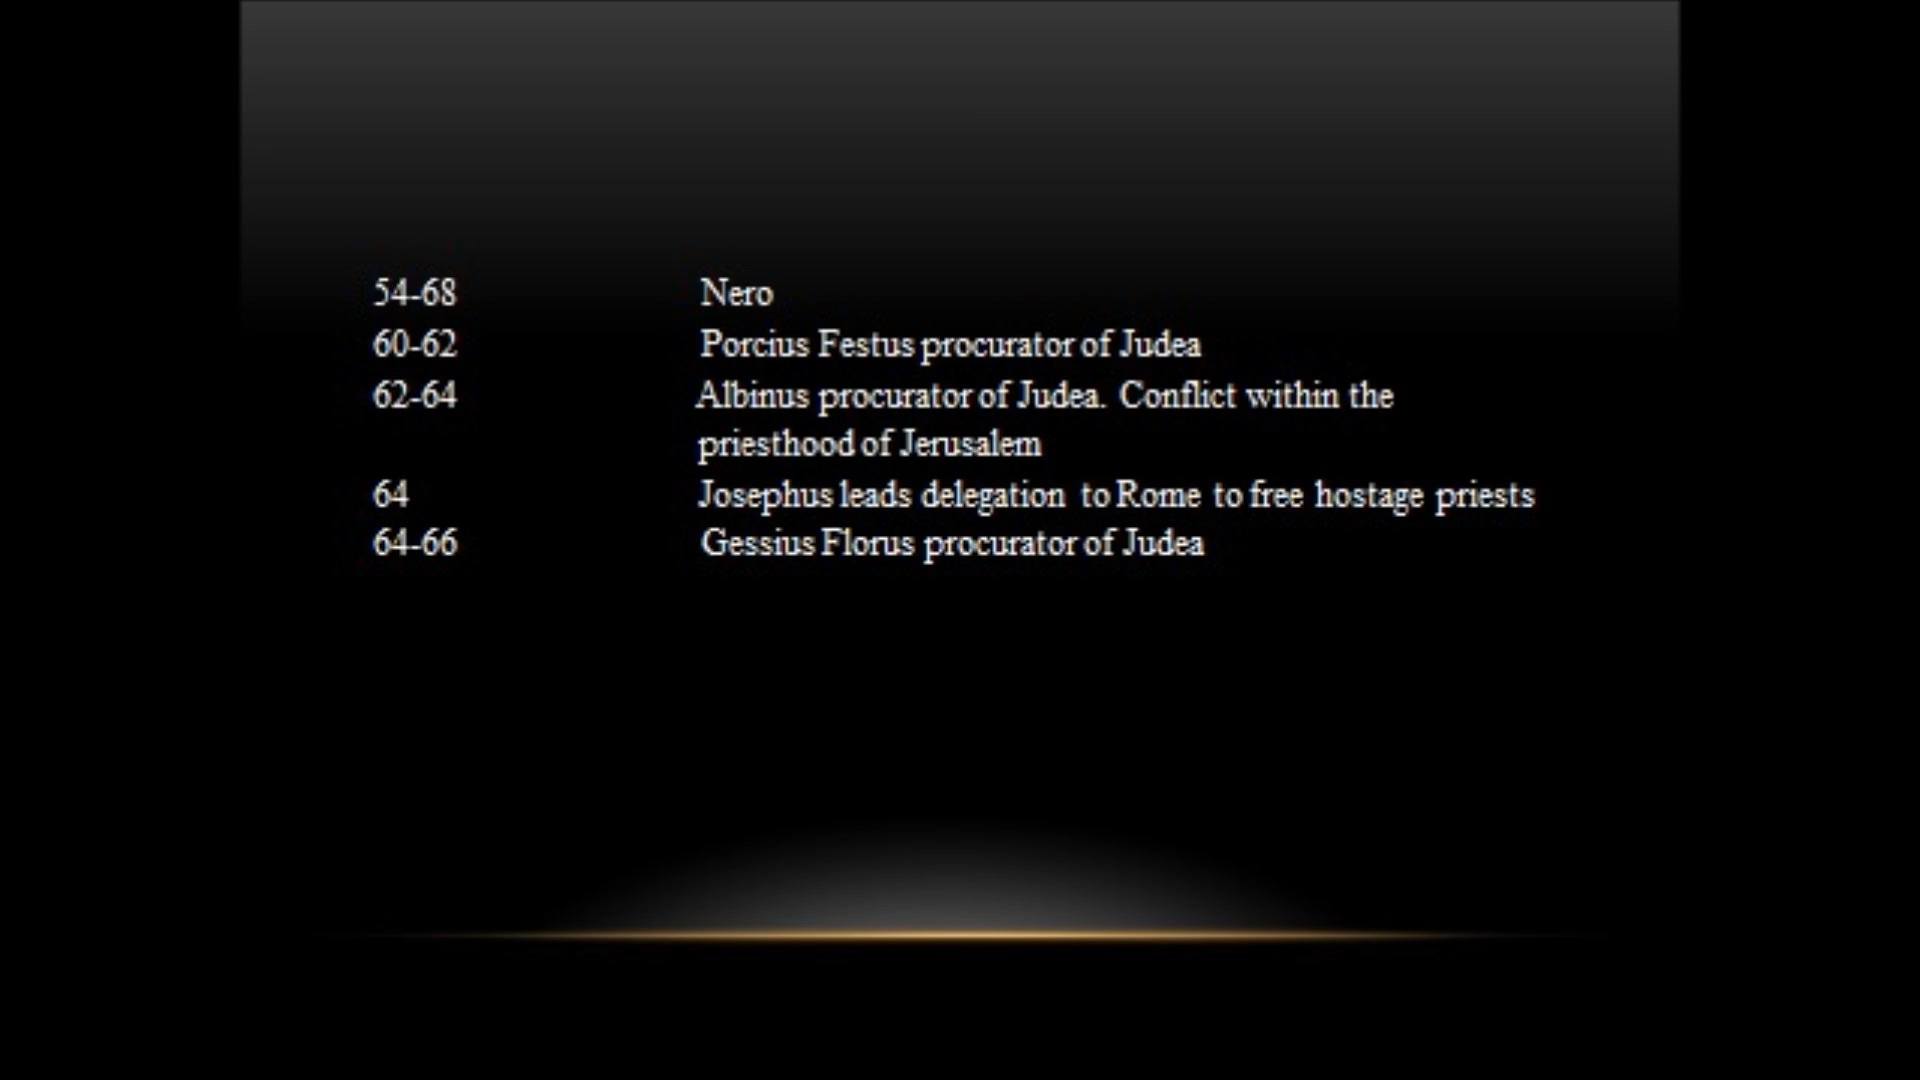 54-68 Nero
60-62 Porcius Festus procurator of Judea
62-64 Albinus procurator of Judea. Conflict within the
priesthood of Jerusalem
64 Josephus leads delegation to Rome to free hostage priests
64-66 Gessius Florus procurator of Judea